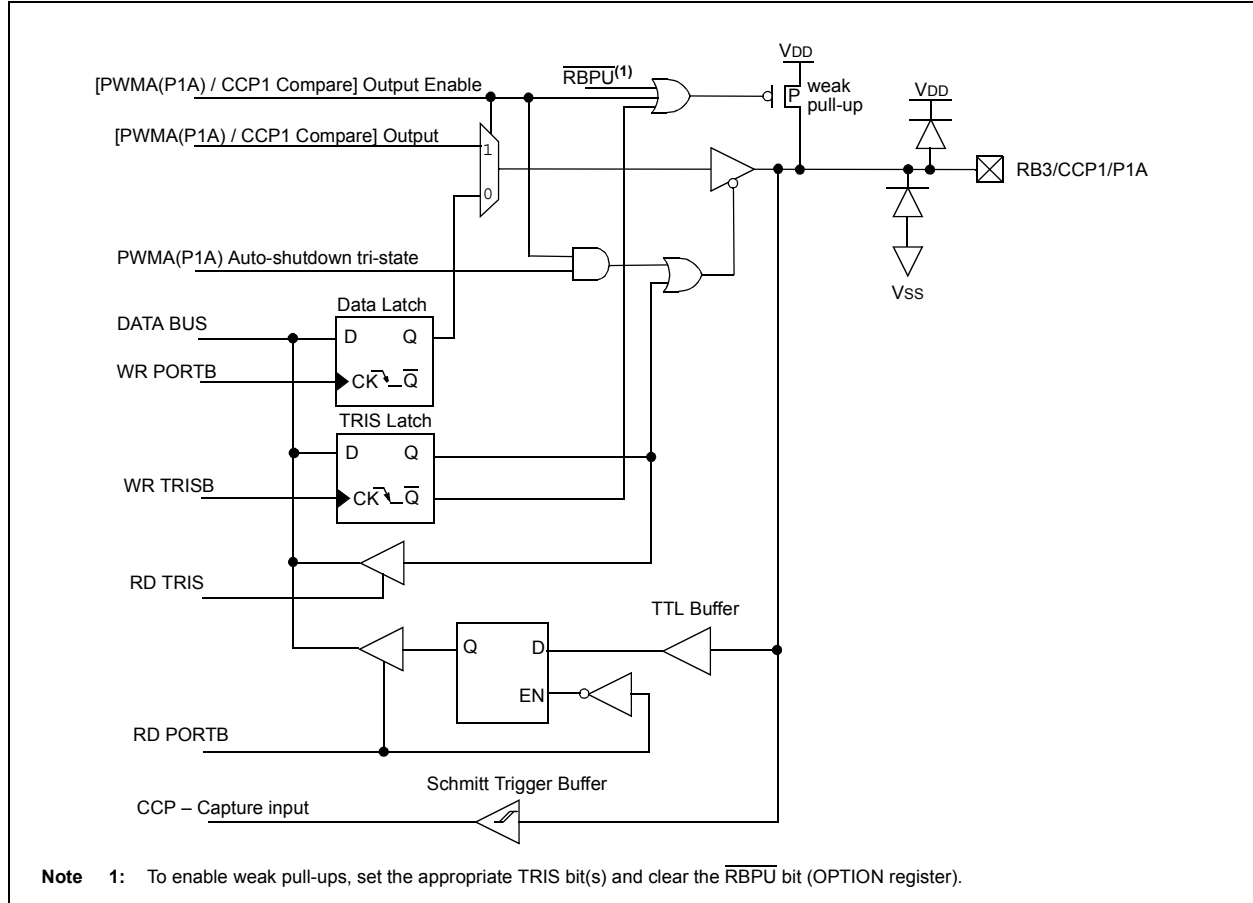 VDD
[PWMA(P1A) / CCP1 Compare] Output Enable
RBPU(1)
P
weak
pull-up
VDD
[PWMA(P1A) / CCP1 Compare] Output
1
0
RB3/CCP1/P1A
PWMA(P1A) Auto-shutdown tri-state
VSS
Data Latch
DATA BUS
D Q
WR PORTB
CK Q
TRIS Latch
D Q
WR TRISB
CK Q
RD TRIS
TTL Buffer
Q D
EN
RD PORTB
Schmitt Trigger Buffer
CCP – Capture input
Note 1: To enable weak pull-ups, set the appropriate TRIS bit(s) and clear the RBPU bit (OPTION register).